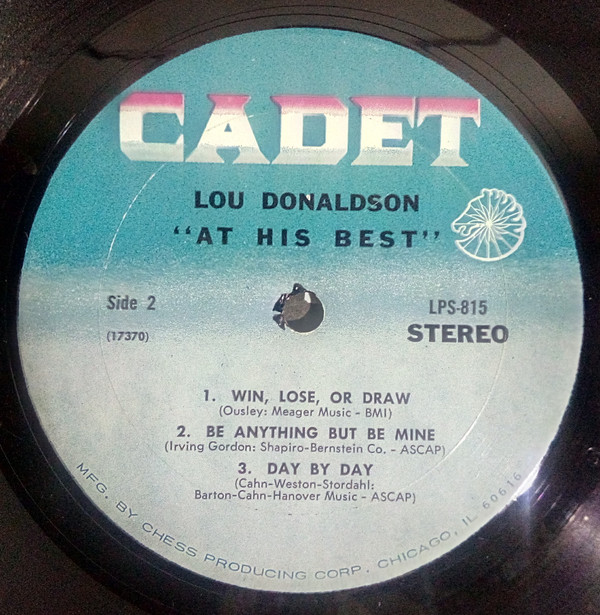 CADET
LOU DONALDSON
"AT HIS BEST"
Side 2
LPS-815
(17370)
STEREO
1. WIN, LOSE, OR DRAW
(Ousley: Meager Music - BMI)
2. BE ANYTHING BUT BE MINE
(Irving Gordon: Shapiro-Bernstein Co. - ASCAP)
3. DAY BY DAY
(Cahn-Weston-Stordahl:
Barton-Cahn-Hanover Music - ASCAP)
MFG. BY CHESS PRODUCING CORP. CHICAGO, IL 60616